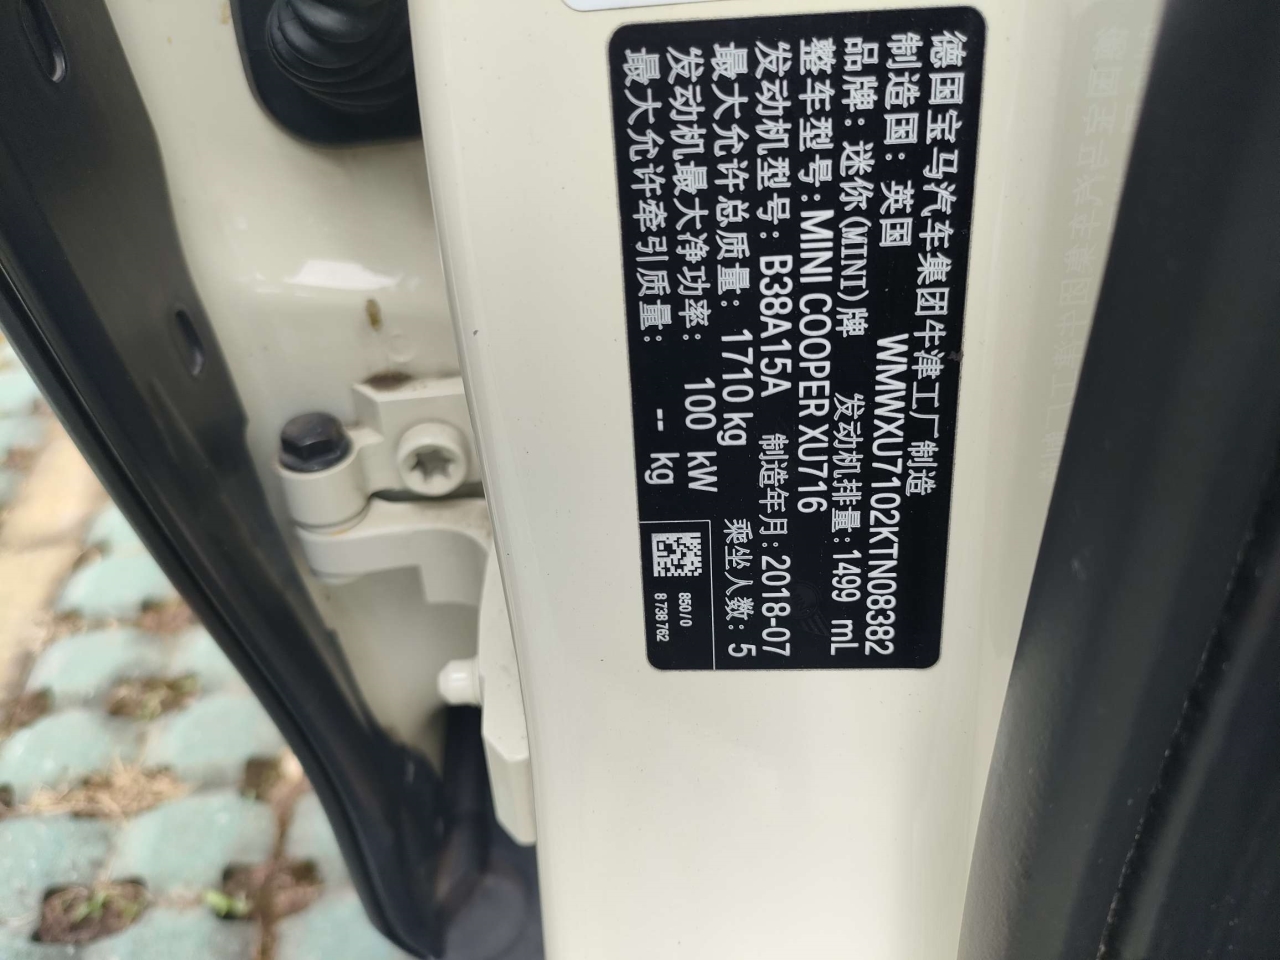 德国宝马汽车集团牛津工厂制造
制造国: 英国 WMWXU7102KTN08382
品牌: 迷你(MINI)牌 发动机排量: 1499 mL
整车型号: MINI COOPER XU716
发动机型号: B38A15A 制造年月: 2018-07
最大允许总质量: 1710 kg 乘坐人数: 5
发动机最大净功率: 100 kW
最大允许牵引质量: -- kg
850/0
8 738 762